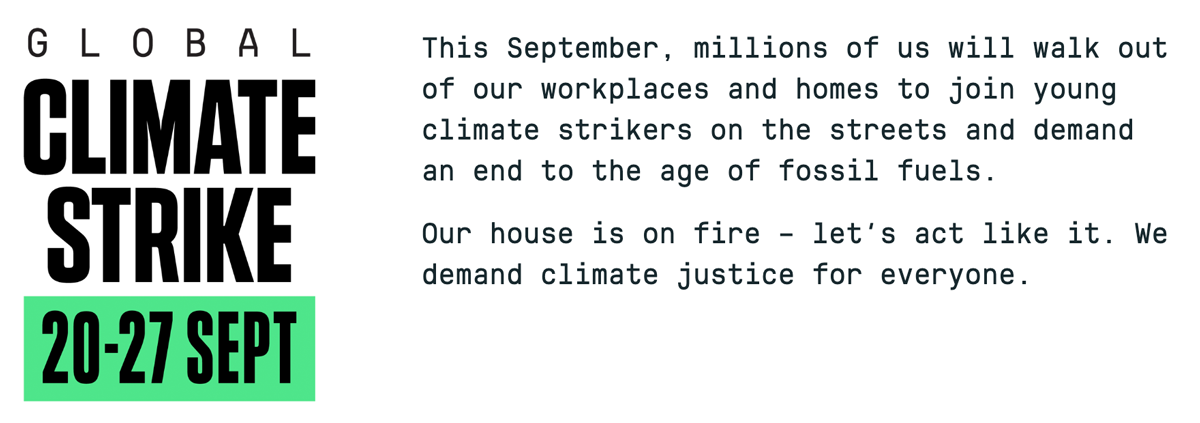 GLOBAL
CLIMATE
STRIKE
20-27 SEPT
This September, millions of us will walk out
of our workplaces and homes to join young
climate strikers on the streets and demand
an end to the age of fossil fuels.
Our house is on fire – let's act like it. We
demand climate justice for everyone.